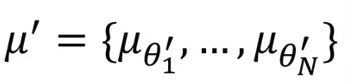 μ′ = {μ_{θ′_1}, …, μ_{θ′_N}}